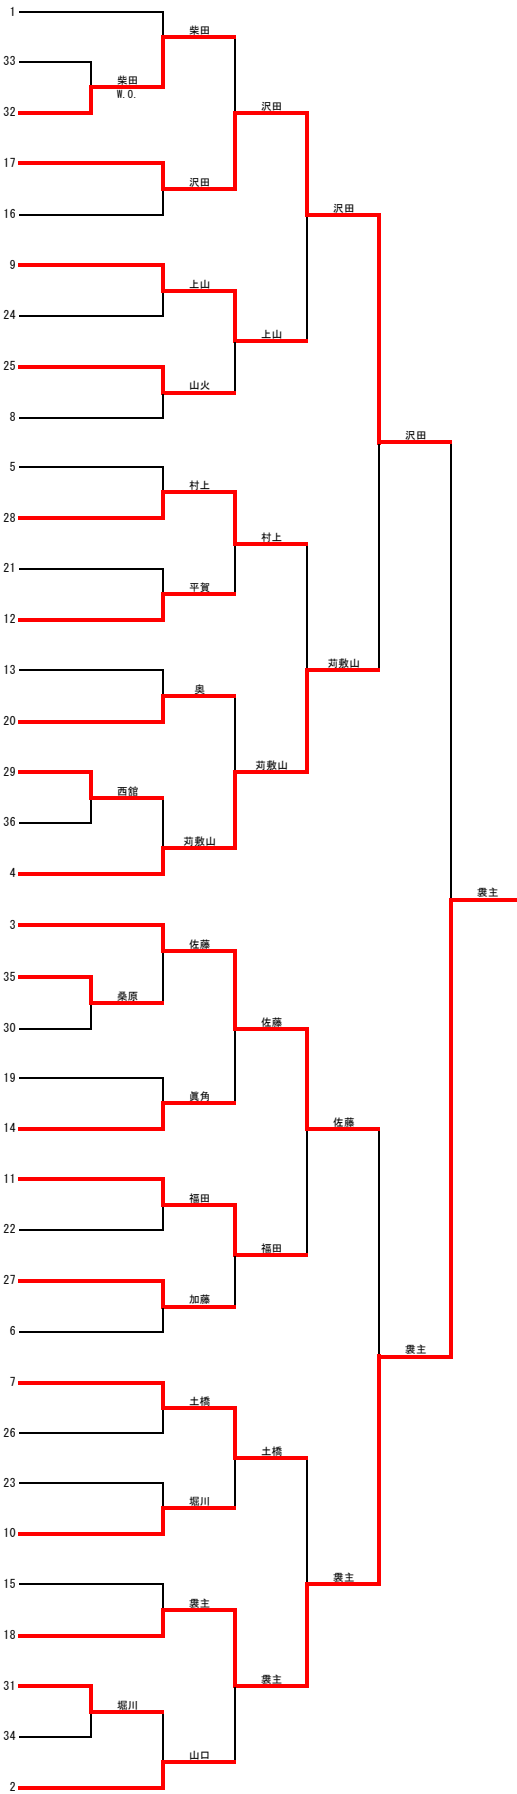 1
柴田
33
柴田
W.O.
32
沢田
17
沢田
16
沢田
9
上山
24
上山
25
山火
8
沢田
5
村上
28
村上
21
平賀
12
苅敷山
13
奥
20
苅敷山
29
西舘
36
苅敷山
4
裊主
3
佐藤
35
桑原
30
佐藤
19
眞角
14
佐藤
11
福田
22
福田
27
加藤
6
裊主
7
土橋
26
土橋
23
堀川
10
裊主
15
裊主
18
裊主
31
堀川
34
山口
2